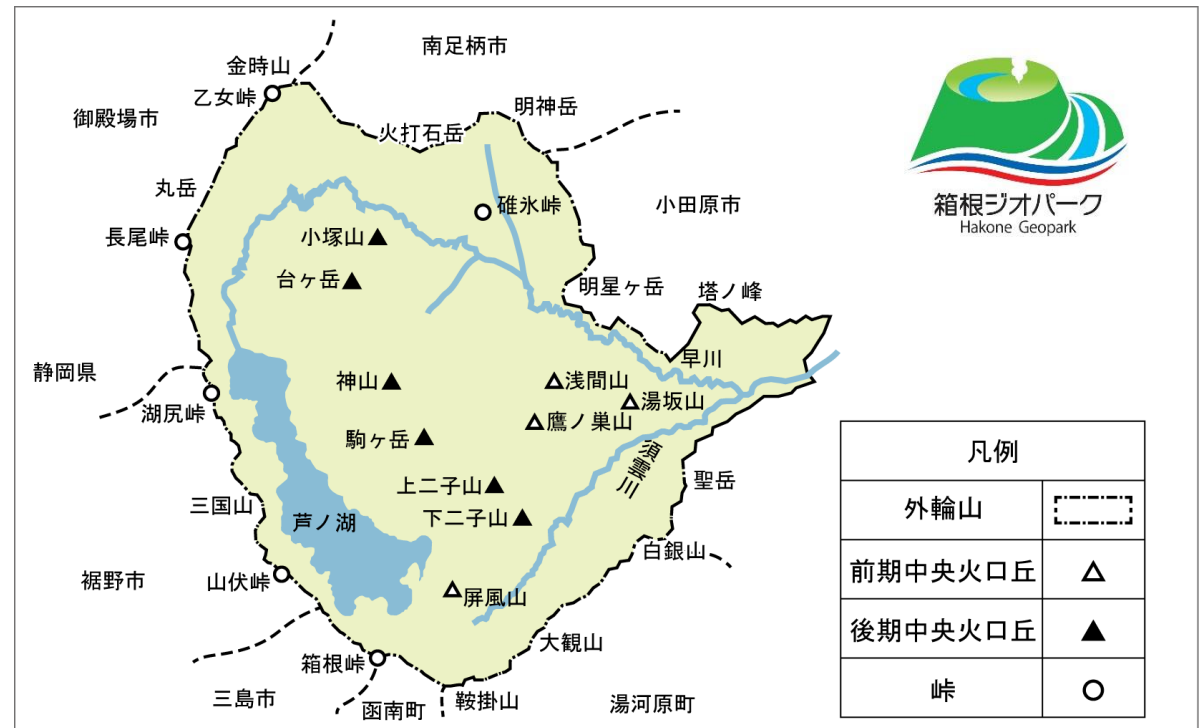 南足柄市
金時山
乙女峠
御殿場市
火打石岳
明神岳
丸岳
碓氷峠
小田原市
長尾峠
小塚山
台ヶ岳
明星ヶ岳
塔ノ峰
早川
静岡県
湖尻峠
神山
浅間山
湯坂山
鷹ノ巣山
駒ヶ岳
須雲川
聖岳
上二子山
三国山
芦ノ湖
下二子山
白銀山
裾野市
山伏峠
屏風山
大観山
箱根峠
三島市
函南町
鞍掛山
湯河原町
箱根ジオパーク
Hakone Geopark
凡例
外輪山
前期中央火口丘
後期中央火口丘
峠